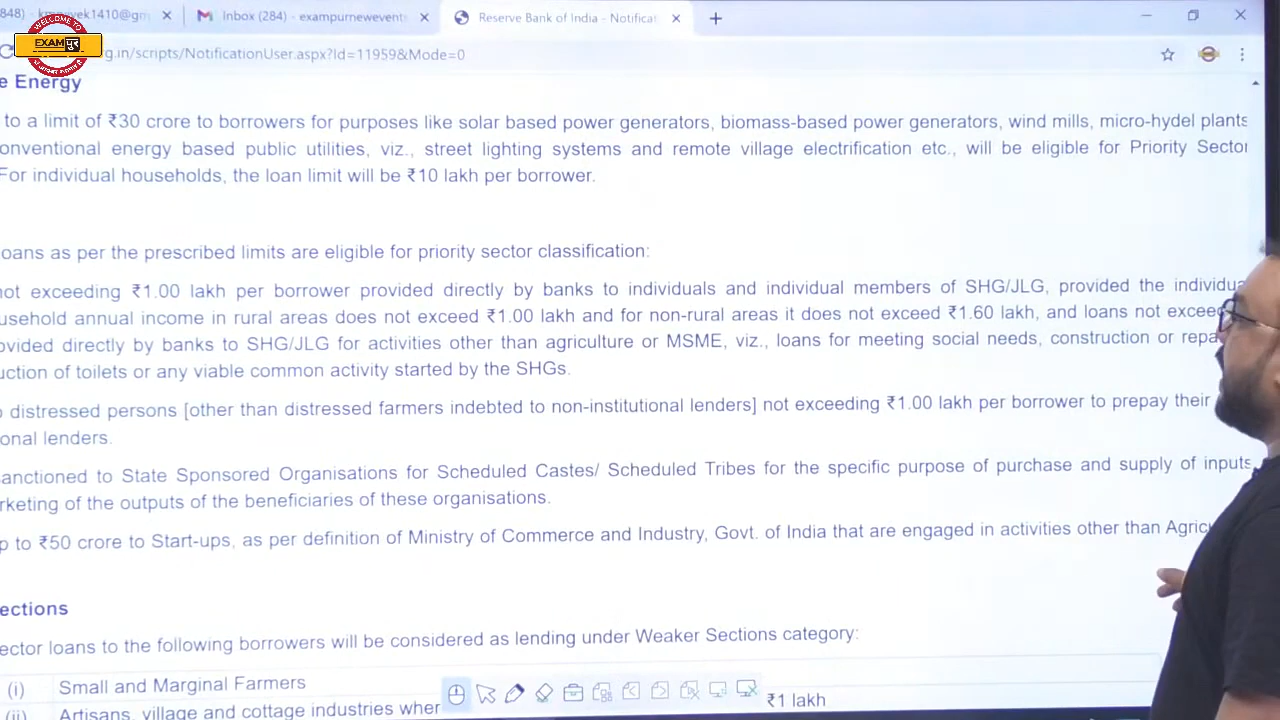 848) - kmpvyek1410@gm
Inbox (284) - exampurnewevent
Reserve Bank of India - Notificat
WELCOME TO
EXAM पुर
g.in/scripts/NotificationUser.aspx?Id=11959&Mode=0
e Energy
to a limit of ₹30 crore to borrowers for purposes like solar based power generators, biomass-based power generators, wind mills, micro-hydel plants
onventional energy based public utilities, viz., street lighting systems and remote village electrification etc., will be eligible for Priority Sector
For individual households, the loan limit will be ₹10 lakh per borrower.
oans as per the prescribed limits are eligible for priority sector classification:
not exceeding ₹1.00 lakh per borrower provided directly by banks to individuals and individual members of SHG/JLG, provided the individua
usehold annual income in rural areas does not exceed ₹1.00 lakh and for non-rural areas it does not exceed ₹1.60 lakh, and loans not exceed
ovided directly by banks to SHG/JLG for activities other than agriculture or MSME, viz., loans for meeting social needs, construction or repa
uction of toilets or any viable common activity started by the SHGs.
o distressed persons [other than distressed farmers indebted to non-institutional lenders] not exceeding ₹1.00 lakh per borrower to prepay their
onal lenders.
sanctioned to State Sponsored Organisations for Scheduled Castes/ Scheduled Tribes for the specific purpose of purchase and supply of inputs
rketing of the outputs of the beneficiaries of these organisations.
p to ₹50 crore to Start-ups, as per definition of Ministry of Commerce and Industry, Govt. of India that are engaged in activities other than Agric
ections
ector loans to the following borrowers will be considered as lending under Weaker Sections category:
(i) Small and Marginal Farmers
(ii) Artisans, village and cottage industries wher ₹1 lakh